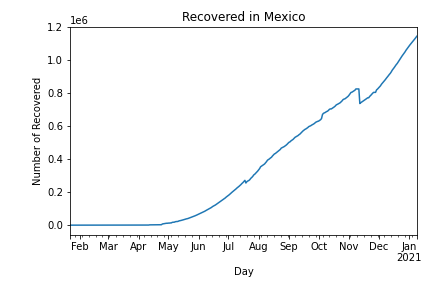 Recovered in Mexico
1e6
1.2
1.0
0.8
0.6
0.4
0.2
0.0
Number of Recovered
Feb Mar Apr May Jun Jul Aug Sep Oct Nov Dec Jan
2021
Day